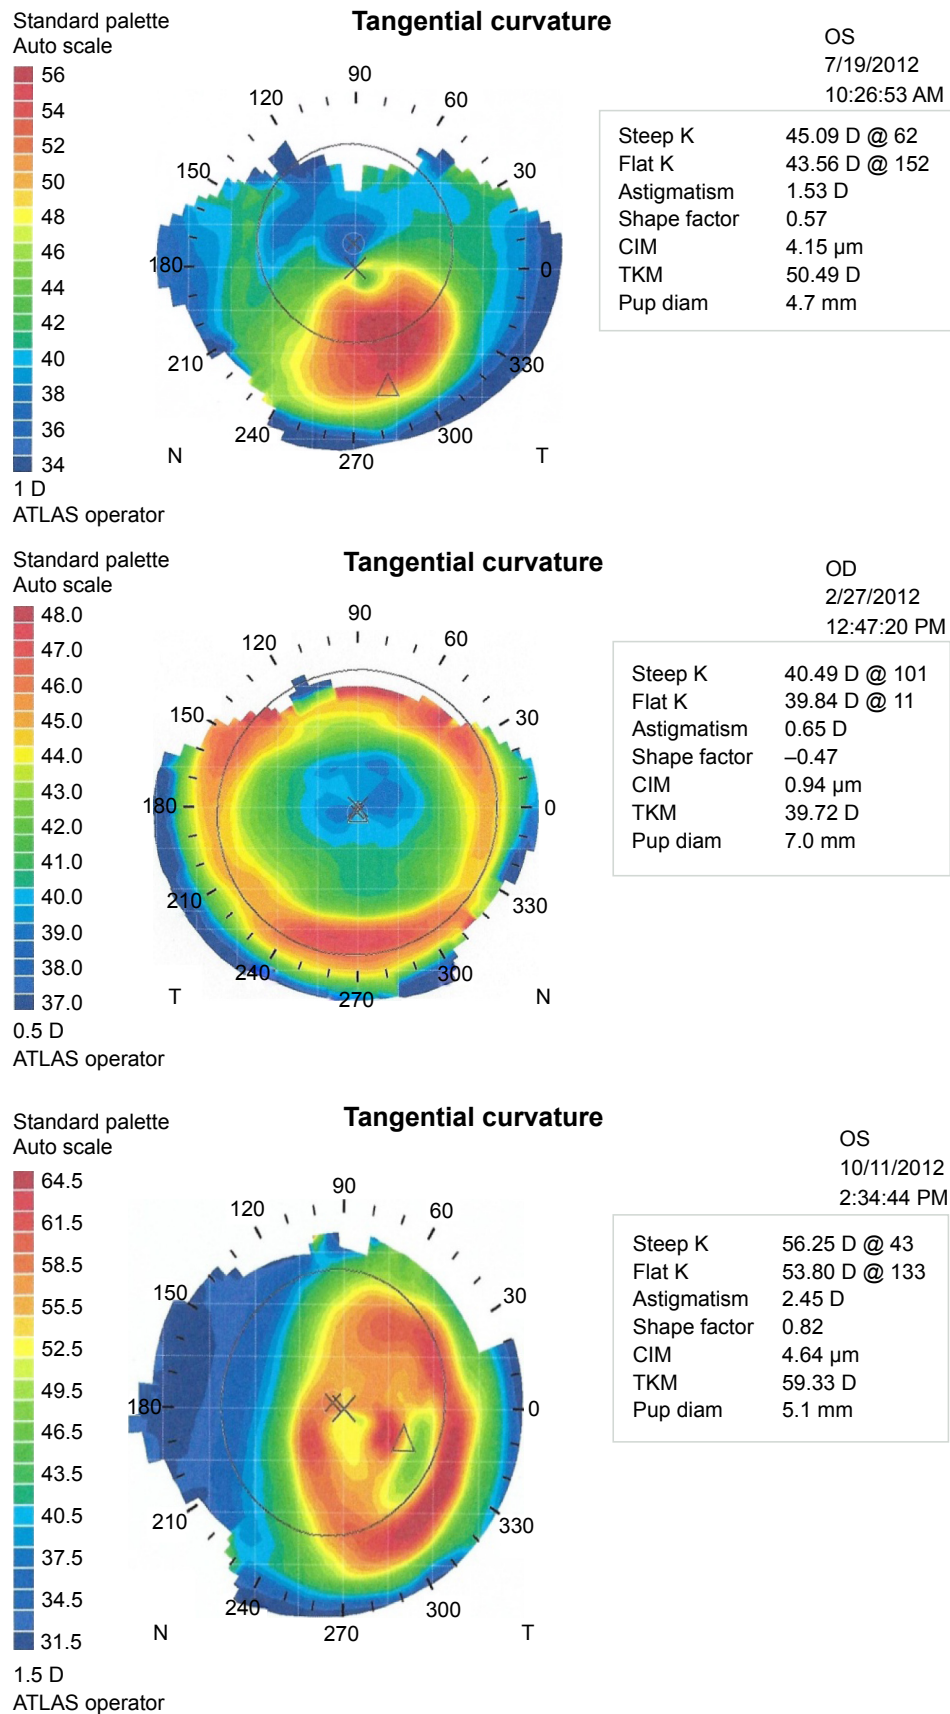 Standard palette
Auto scale
Tangential curvature
OS
7/19/2012
10:26:53 AM
56
54
52
50
48
46
44
42
40
38
36
34
1 D
ATLAS operator
90
120
60
150
30
180
0
210
330
240
300
270
N
T
Steep K 45.09 D @ 62
Flat K 43.56 D @ 152
Astigmatism 1.53 D
Shape factor 0.57
CIM 4.15 µm
TKM 50.49 D
Pup diam 4.7 mm
Standard palette
Auto scale
Tangential curvature
OD
2/27/2012
12:47:20 PM
48.0
47.0
46.0
45.0
44.0
43.0
42.0
41.0
40.0
39.0
38.0
37.0
0.5 D
ATLAS operator
90
120
60
150
30
180
0
210
330
240
300
270
T
N
Steep K 40.49 D @ 101
Flat K 39.84 D @ 11
Astigmatism 0.65 D
Shape factor –0.47
CIM 0.94 µm
TKM 39.72 D
Pup diam 7.0 mm
Standard palette
Auto scale
Tangential curvature
OS
10/11/2012
2:34:44 PM
64.5
61.5
58.5
55.5
52.5
49.5
46.5
43.5
40.5
37.5
34.5
31.5
1.5 D
ATLAS operator
90
120
60
150
30
180
0
210
330
240
300
270
N
T
Steep K 56.25 D @ 43
Flat K 53.80 D @ 133
Astigmatism 2.45 D
Shape factor 0.82
CIM 4.64 µm
TKM 59.33 D
Pup diam 5.1 mm